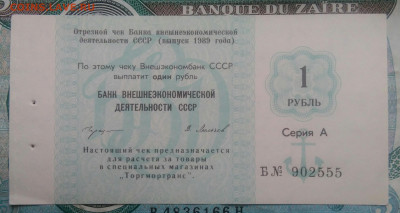 BANQUE DU ZAÏRE
Отрезной чек Банка внешнеэкономической
деятельности СССР (выпуск 1989 года)
По этому чеку Внешэкономбанк СССР
выплатит один рубль
БАНК ВНЕШНЕЭКОНОМИЧЕСКОЙ
ДЕЯТЕЛЬНОСТИ СССР
Настоящий чек предназначается
для расчета за товары
в специальных магазинах
"Торгмортранс".
1
РУБЛЬ
Серия А
Б № 902555
В 4836166 Н